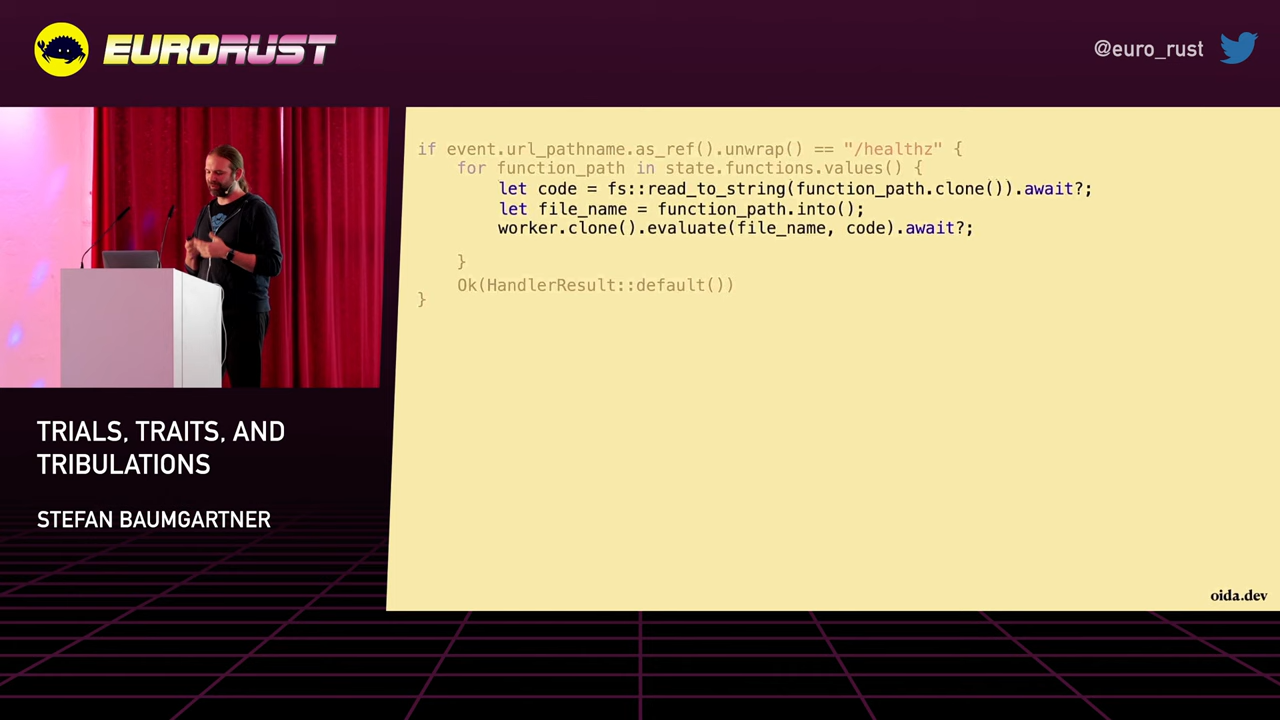 EURORUST
@euro_rust
if event.url_pathname.as_ref().unwrap() == "/healthz" {
    for function_path in state.functions.values() {
        let code = fs::read_to_string(function_path.clone()).await?;
        let file_name = function_path.into();
        worker.clone().evaluate(file_name, code).await?;
    }
    Ok(HandlerResult::default())
}
TRIALS, TRAITS, AND
TRIBULATIONS
STEFAN BAUMGARTNER
oida.dev